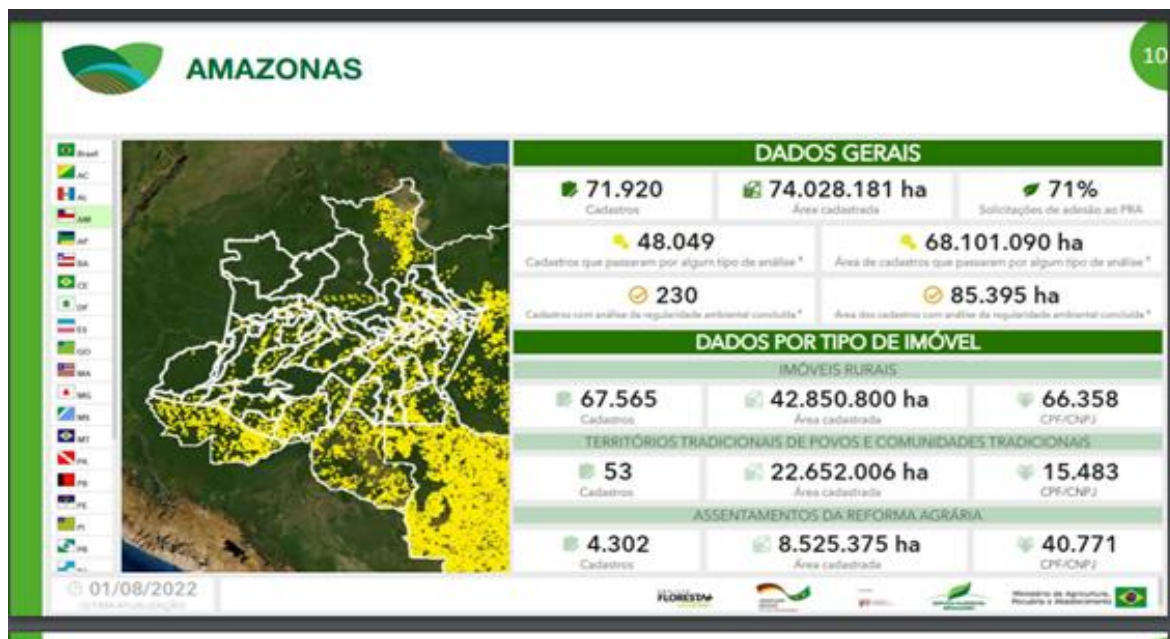 10
AMAZONAS
Brasil
AC
AL
AM
AP
BA
CE
DF
ES
GO
MA
MG
MS
MT
PA
PB
PE
PI
PR
DADOS GERAIS
71.920
Cadastros
74.028.181 ha
Área cadastrada
71%
Solicitações de adesão ao PRA
48.049
Cadastros que passaram por algum tipo de análise *
68.101.090 ha
Área de cadastros que passaram por algum tipo de análise *
230
Cadastros com análise da regularidade ambiental concluída *
85.395 ha
Área dos cadastros com análise da regularidade ambiental concluída *
DADOS POR TIPO DE IMÓVEL
IMÓVEIS RURAIS
67.565
Cadastros
42.850.800 ha
Área cadastrada
66.358
CPF/CNPJ
TERRITÓRIOS TRADICIONAIS DE POVOS E COMUNIDADES TRADICIONAIS
53
Cadastros
22.652.006 ha
Área cadastrada
15.483
CPF/CNPJ
ASSENTAMENTOS DA REFORMA AGRÁRIA
4.302
Cadastros
8.525.375 ha
Área cadastrada
40.771
CPF/CNPJ
01/08/2022
ÚLTIMA ATUALIZAÇÃO
FLORESTA+
giz
Ministério da Agricultura,
Pecuária e Abastecimento